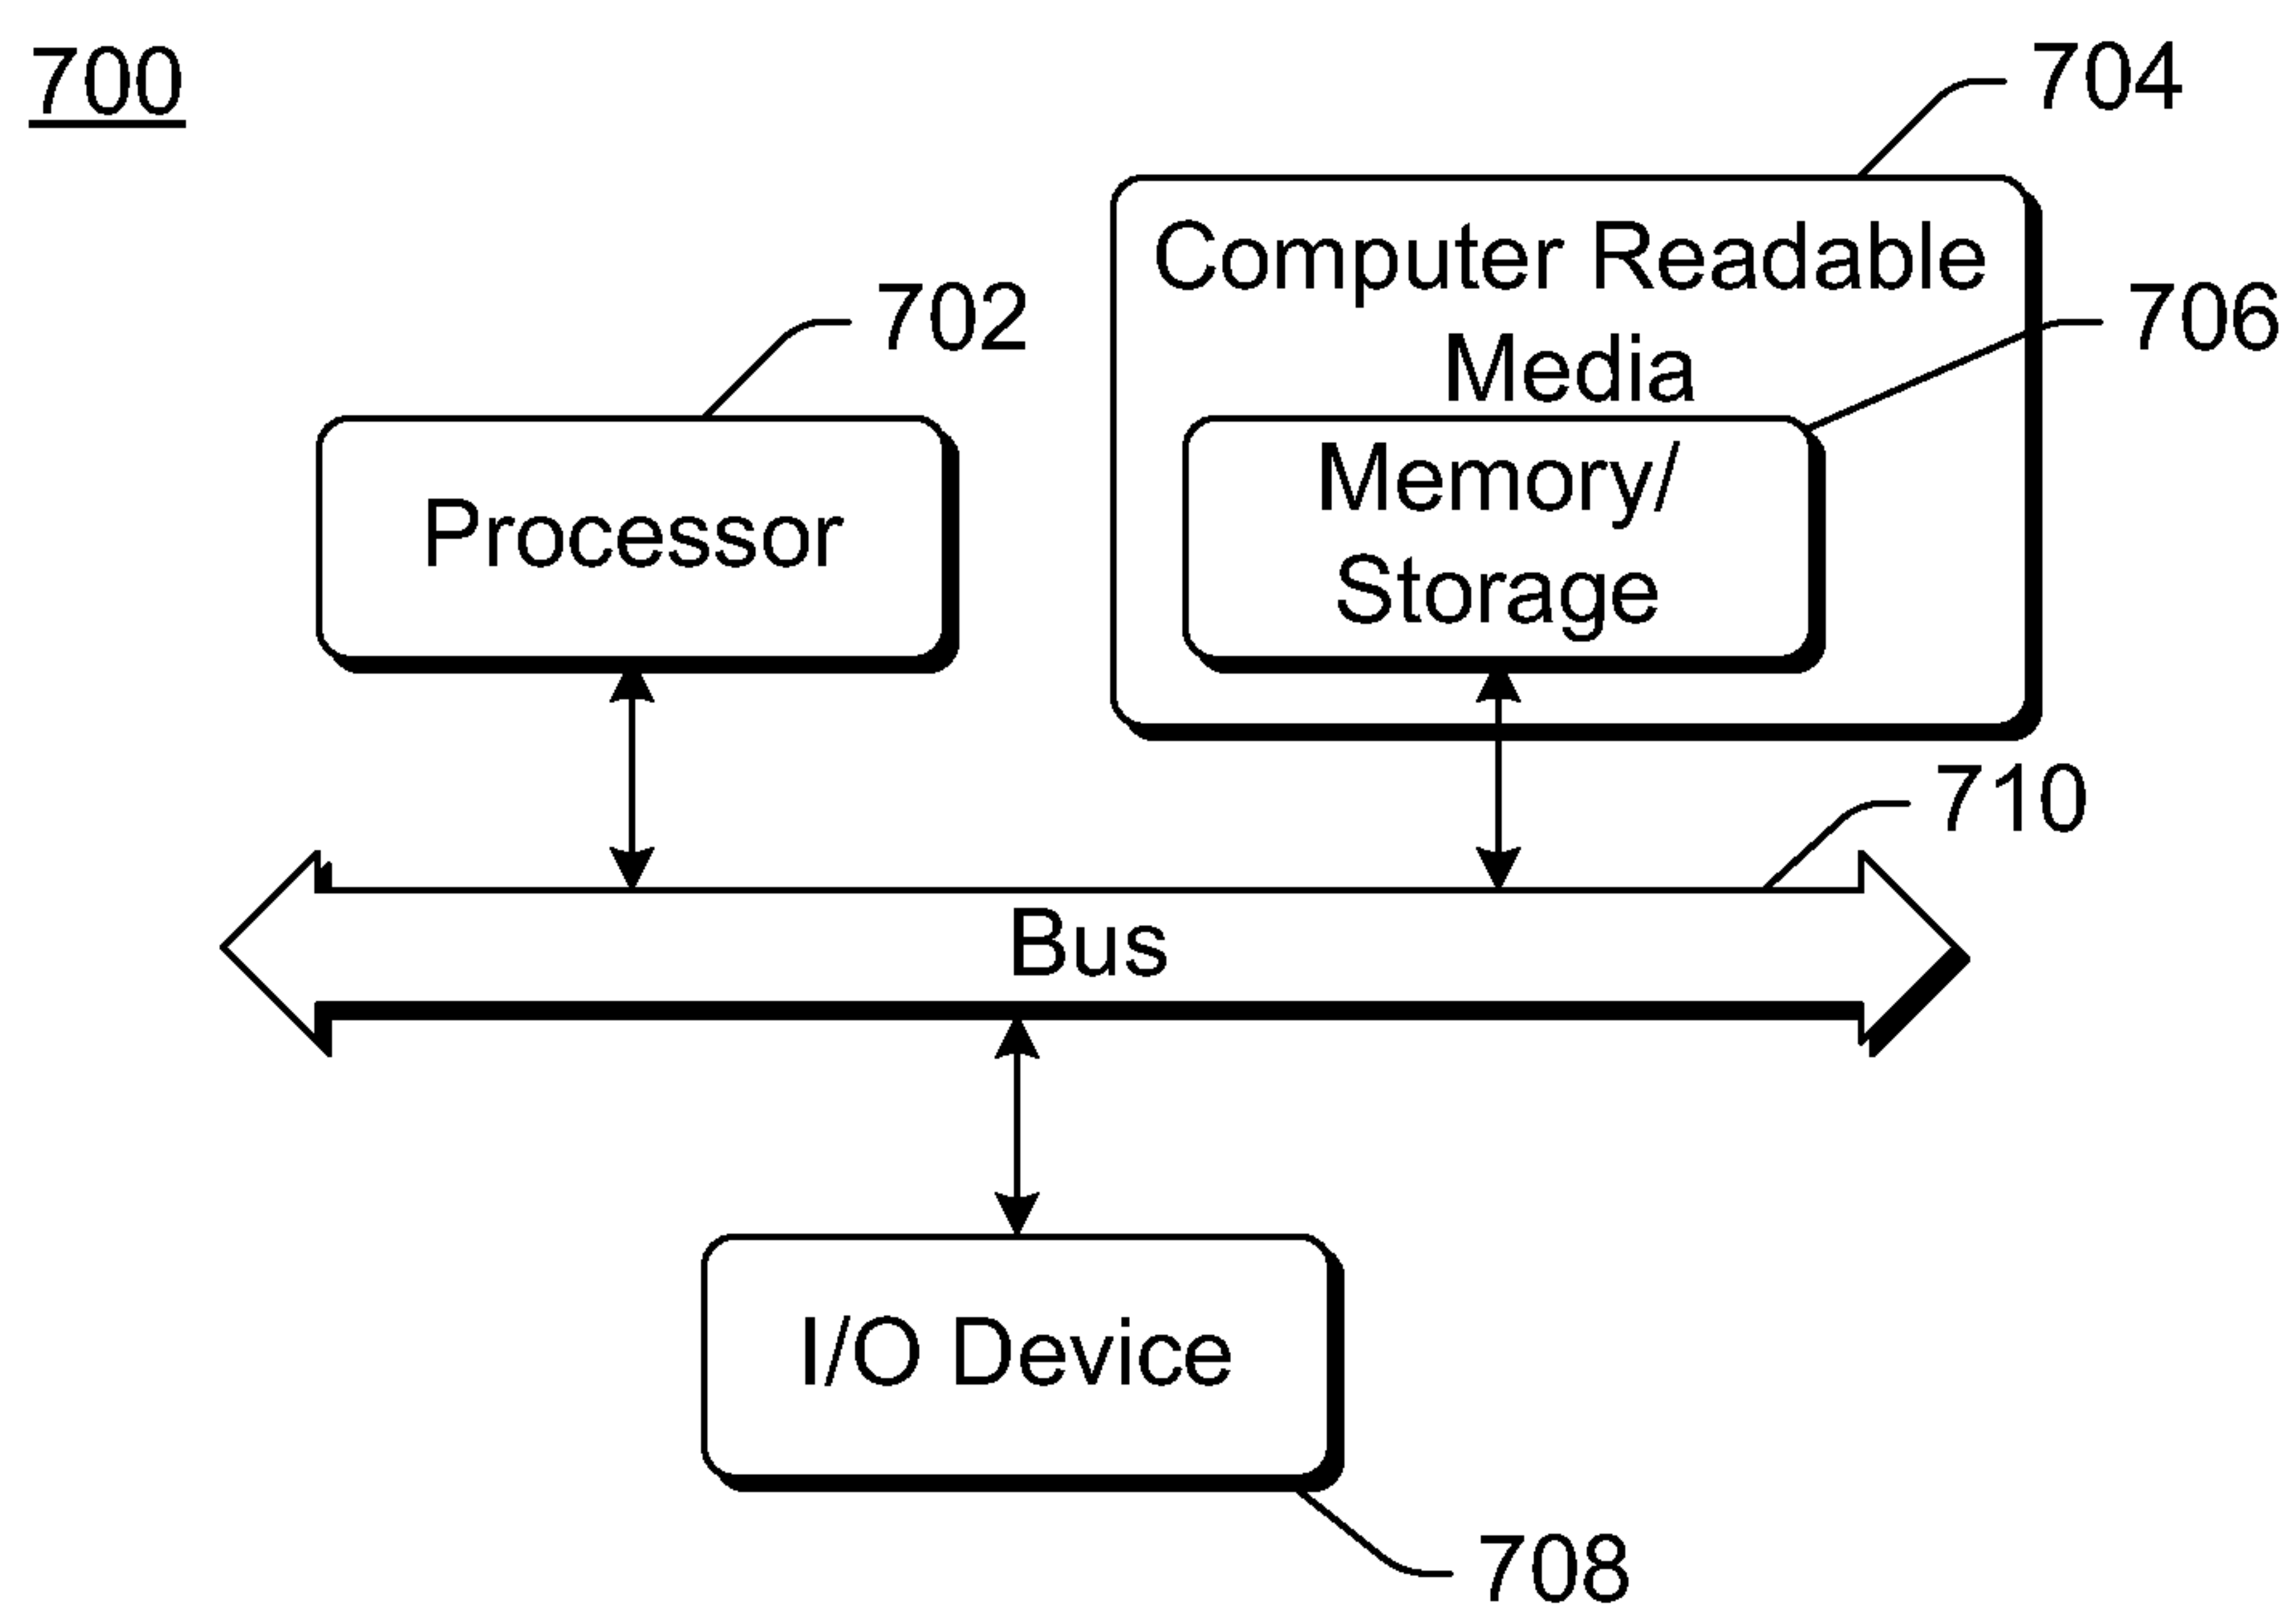 700
704
Computer Readable
702
706
Media
Memory/
Processor
Storage
710
Bus
I/O Device
708